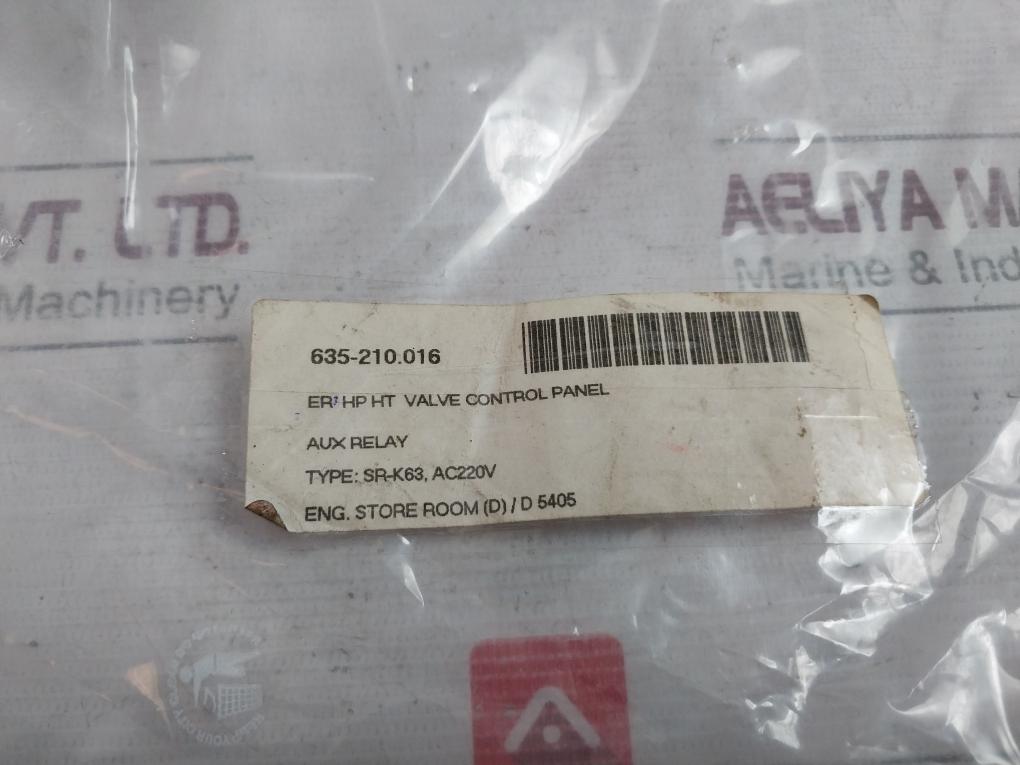 VT. LTD.
Machinery
AELIYA M
Marine & Ind
635-210.016
HP HT VALVE CONTROL PANEL
AUX RELAY
TYPE: SR-K63, AC220V
ENG. STORE ROOM (D) / D 5405